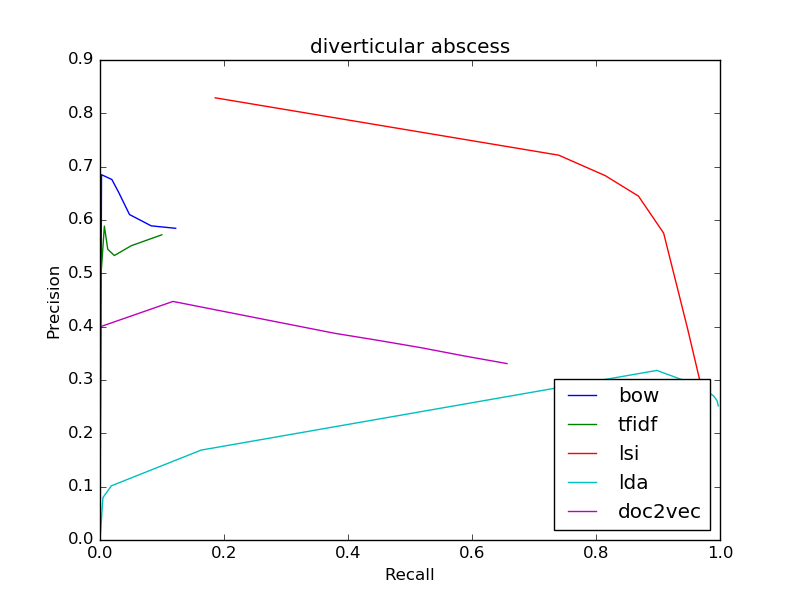 diverticular abscess
0.9
0.8
0.7
0.6
0.5
0.4
0.3
0.2
0.1
0.0
Precision
bow
tfidf
lsi
lda
doc2vec
0.0 0.2 0.4 0.6 0.8 1.0
Recall